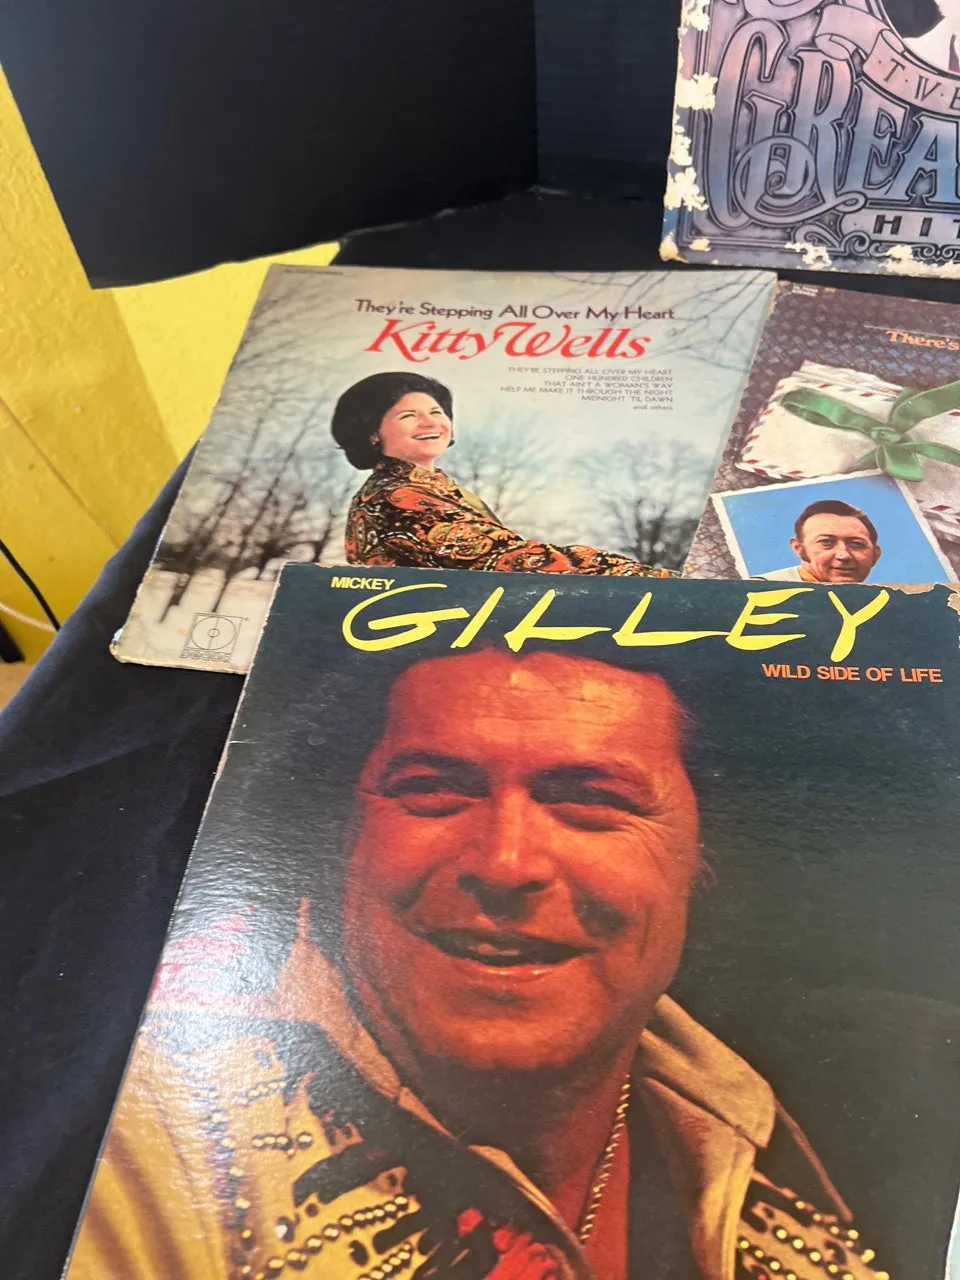 T·W·E
GREA
HIT
They're Stepping All Over My Heart
Kitty Wells
THEY'RE STEPPING ALL OVER MY HEART
ONE HUNDRED CHILDREN
THAT AIN'T A WOMAN'S WAY
HELP ME MAKE IT THROUGH THE NIGHT
MIDNIGHT 'TIL DAWN
and others
There's
MICKEY
GILLEY
WILD SIDE OF LIFE